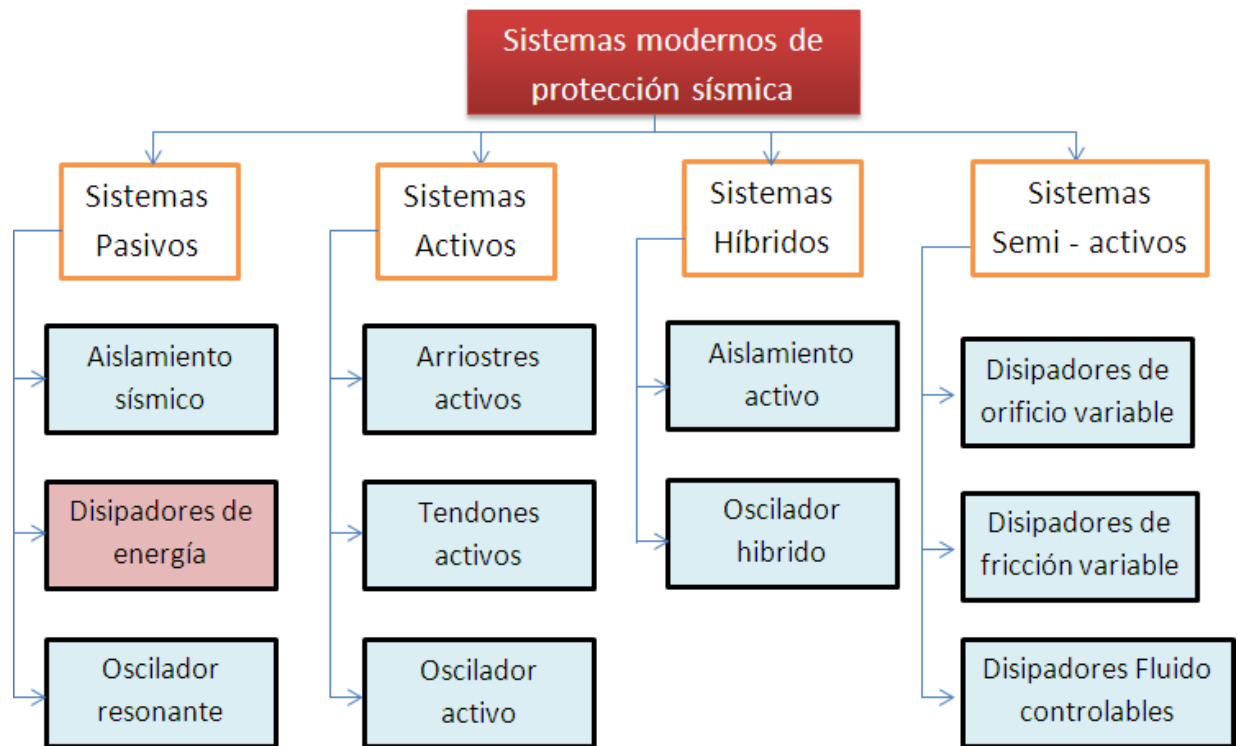 Sistemas modernos de
protección sísmica
Sistemas
Pasivos
Aislamiento
sísmico
Disipadores de
energía
Oscilador
resonante
Sistemas
Activos
Arriostres
activos
Tendones
activos
Oscilador
activo
Sistemas
Híbridos
Aislamiento
activo
Oscilador
hibrido
Sistemas
Semi - activos
Disipadores de
orificio variable
Disipadores de
fricción variable
Disipadores Fluido
controlables